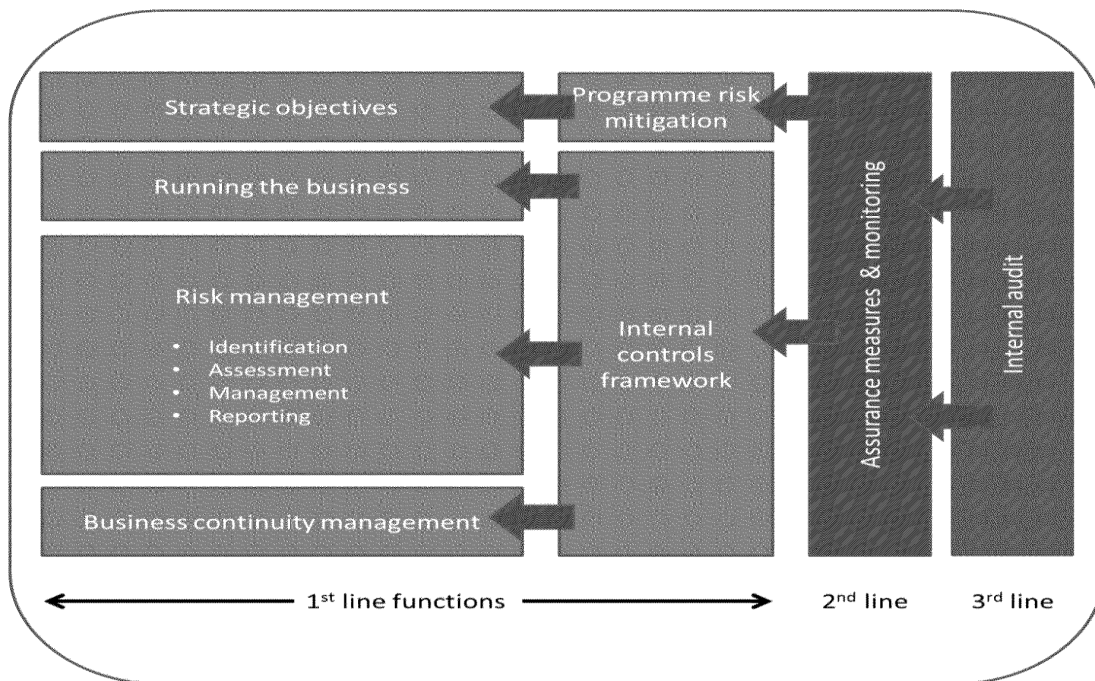 Strategic objectives
Programme risk
mitigation
Running the business
Risk management
• Identification
• Assessment
• Management
• Reporting
Internal
controls
framework
Business continuity management
Assurance measures & monitoring
Internal audit
1st line functions
2nd line
3rd line